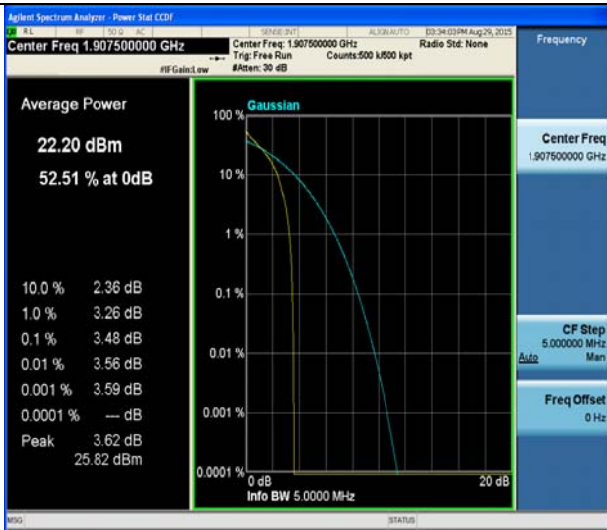 Agilent Spectrum Analyzer - Power Stat CCDF
RL RF 50 Ω AC SENSE:INT ALIGN AUTO 03:34:03 PM Aug 29, 2015
Center Freq 1.907500000 GHz
Center Freq: 1.907500000 GHz Radio Std: None
Trig: Free Run Counts:500 k/500 kpt
#IFGain:Low #Atten: 30 dB
Frequency
Average Power
22.20 dBm
52.51 % at 0dB
10.0 % 2.36 dB
1.0 % 3.26 dB
0.1 % 3.48 dB
0.01 % 3.56 dB
0.001 % 3.59 dB
0.0001 % --- dB
Peak 3.62 dB
25.82 dBm
Gaussian
100 %
10 %
1 %
0.1 %
0.01 %
0.001 %
0.0001 %
0 dB 20 dB
Info BW 5.0000 MHz
Center Freq
1.907500000 GHz
CF Step
5.000000 MHz
Auto Man
Freq Offset
0 Hz
MSG STATUS